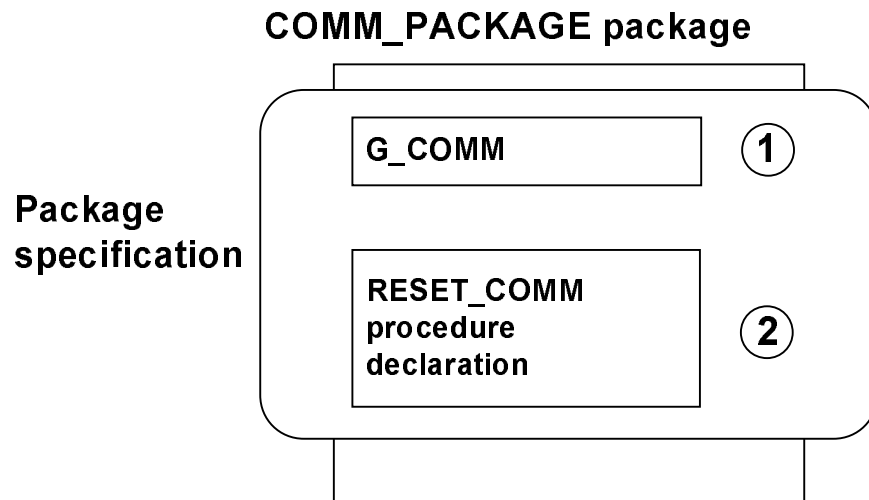 COMM_PACKAGE package
G_COMM
1
Package
specification
RESET_COMM
procedure
declaration
2